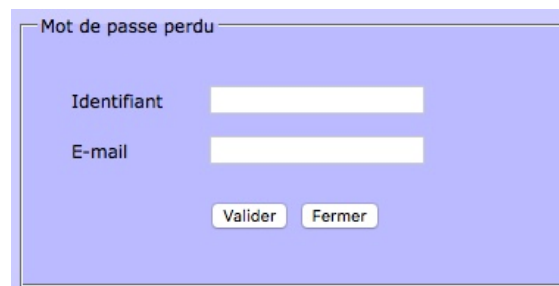 Mot de passe perdu
Identifiant
E-mail
Valider Fermer